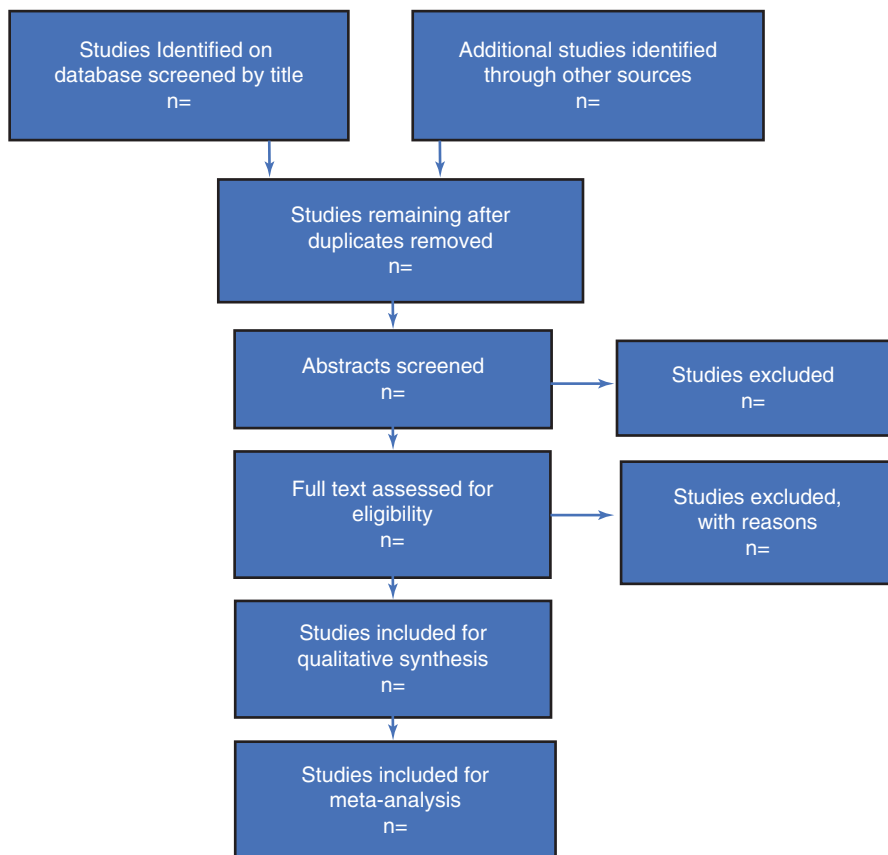 Studies Identified on
database screened by title
n=
Additional studies identified
through other sources
n=
Studies remaining after
duplicates removed
n=
Abstracts screened
n=
Studies excluded
n=
Full text assessed for
eligibility
n=
Studies excluded,
with reasons
n=
Studies included for
qualitative synthesis
n=
Studies included for
meta-analysis
n=